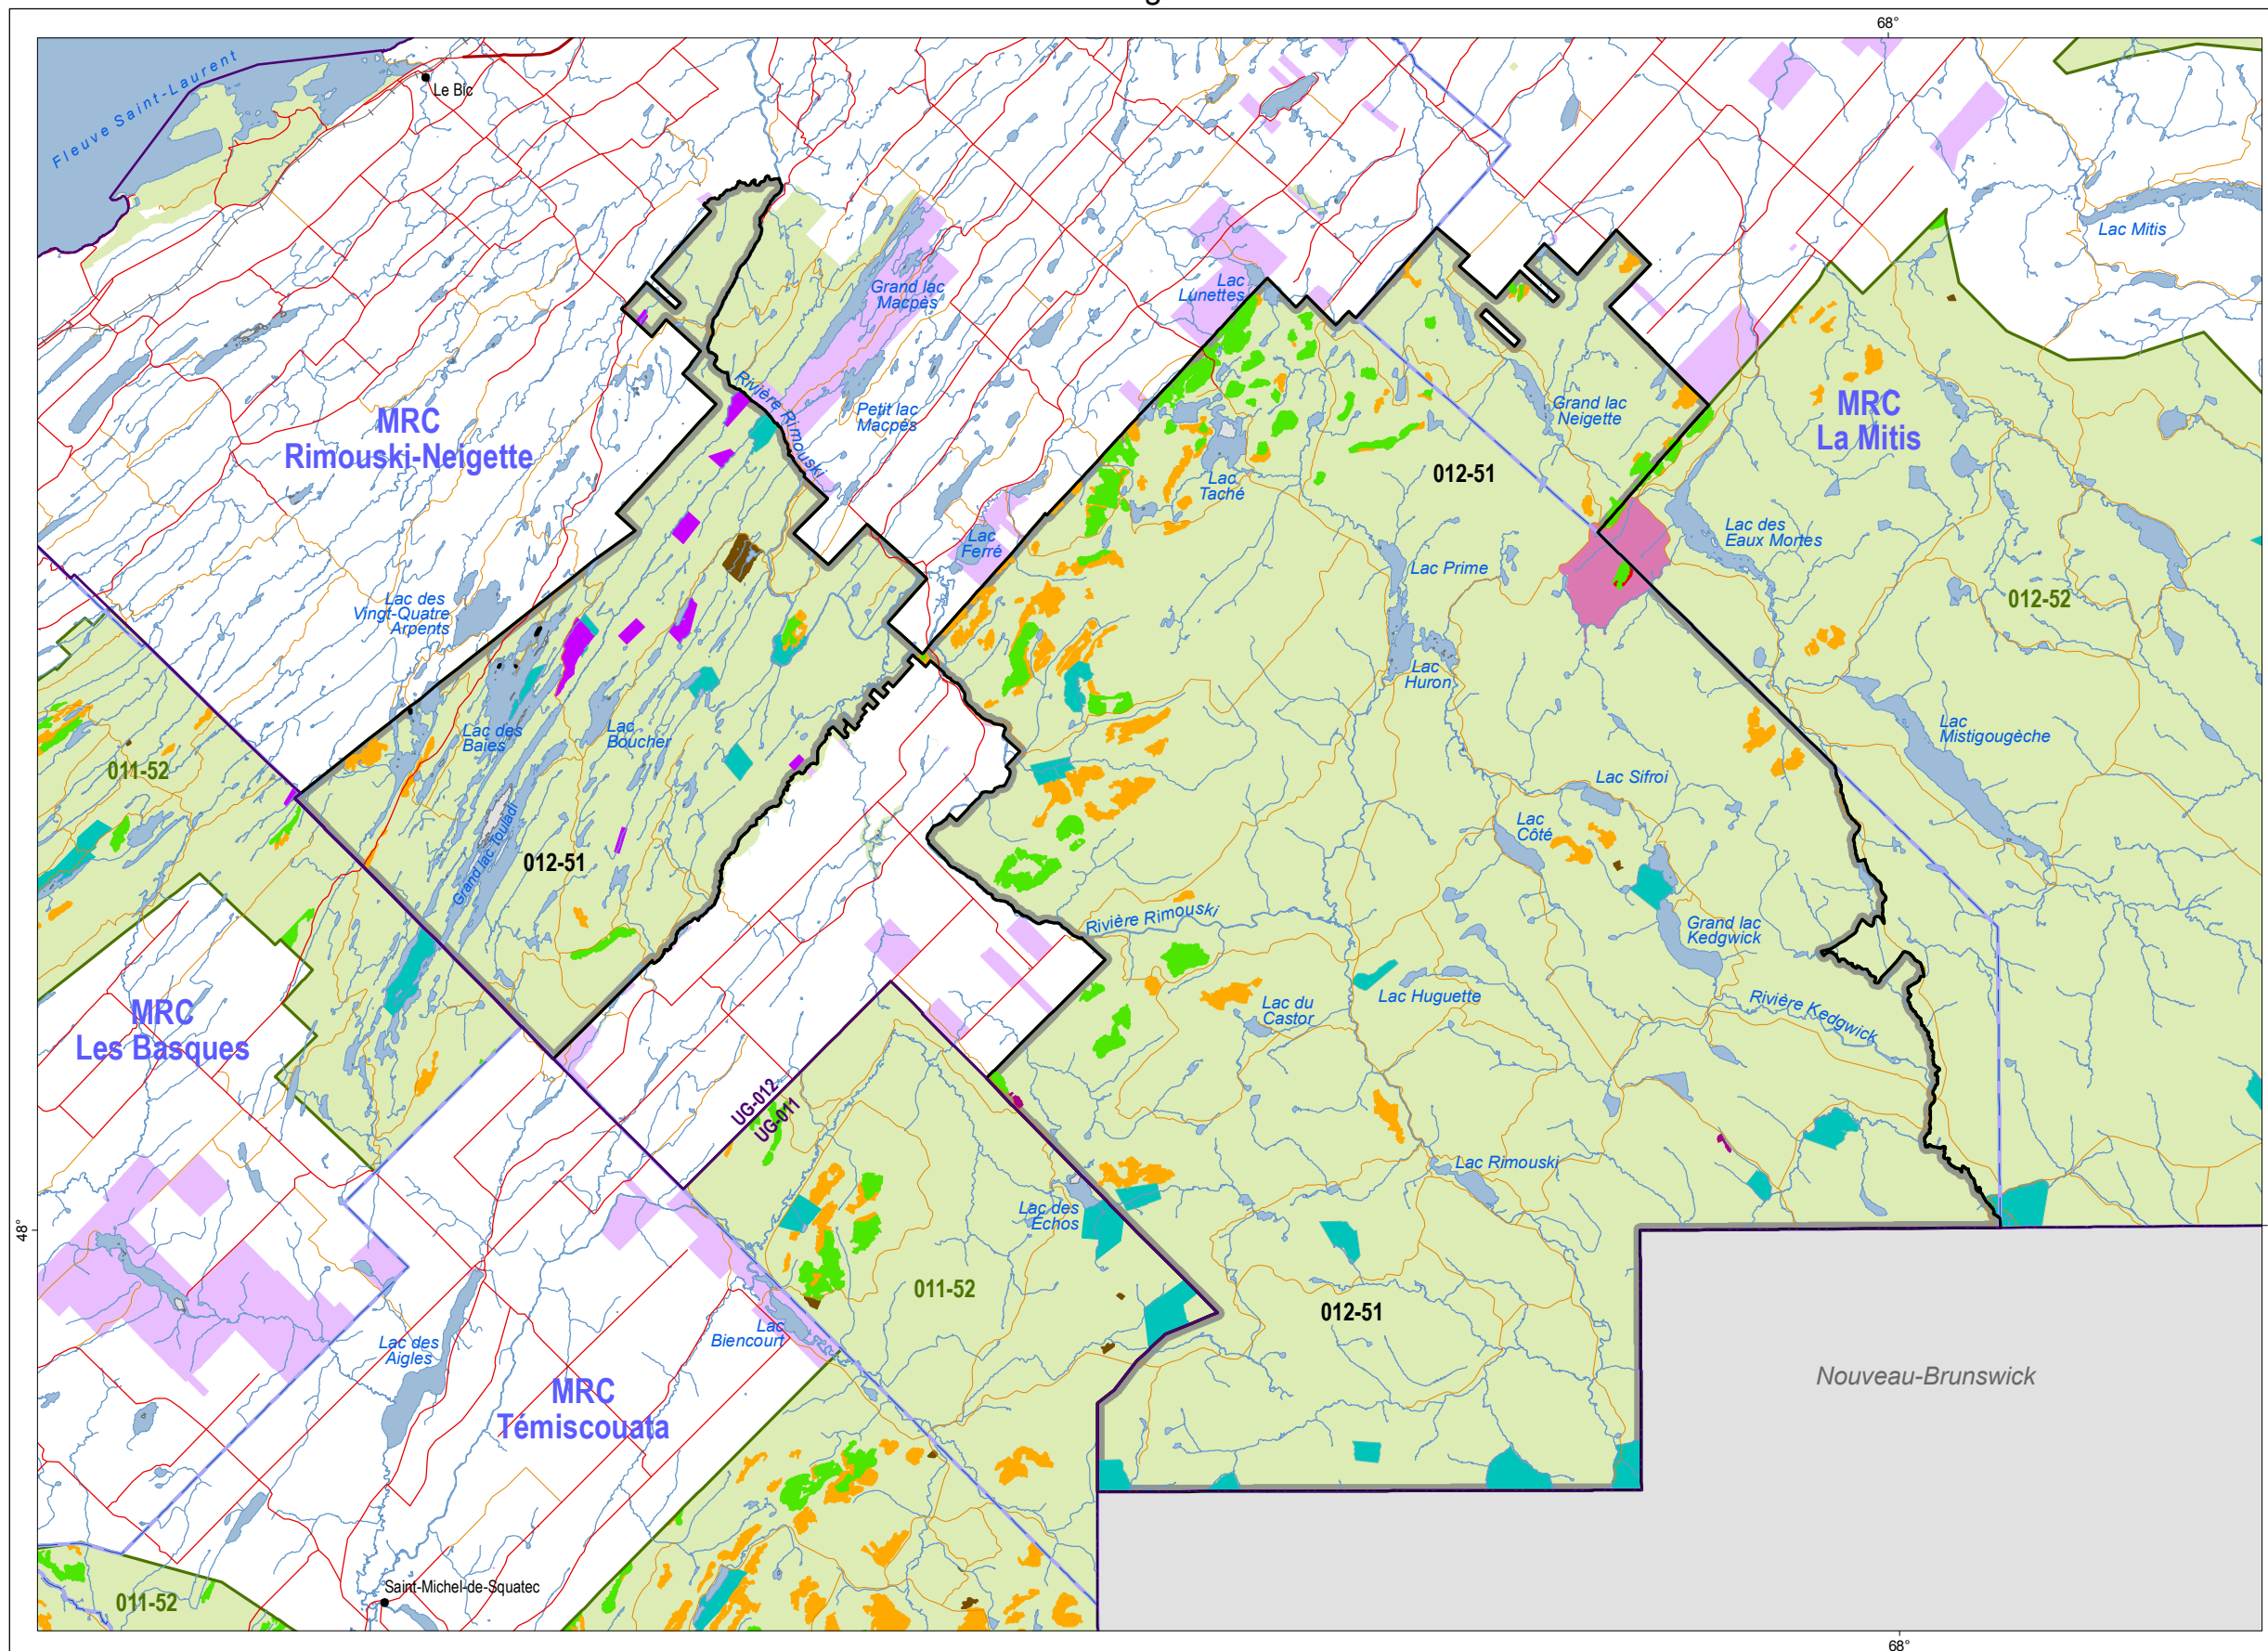 68°
Fleuve Saint-Laurent
Le Bic
Lac Mitis
Lac
Lunettes
Grand lac
Macpès
Rivière Rimouski
Petit lac
Macpès
Grand lac
Neigette
MRC
La Mitis
MRC
Rimouski-Neigette
012-51
Lac
Taché
Lac des
Eaux Mortes
Lac
Ferré
Lac Prime
012-52
Lac des
Vingt-Quatre
Arpents
Lac
Huron
Lac des
Baies
Lac
Boucher
Lac
Mistigougèche
011-52
Lac Sifroi
Lac
Côté
Grand lac Touladi
012-51
Rivière Rimouski
Grand lac
Kedgwick
Lac Huguette
Lac du
Castor
Rivière Kedgwick
MRC
Les Basques
UG-012
UG-011
Lac Rimouski
Lac des
Échos
48°
011-52
012-51
Lac
Biencourt
Lac des
Aigles
Nouveau-Brunswick
MRC
Témiscouata
Saint-Michel-de-Squatec
011-52
68°